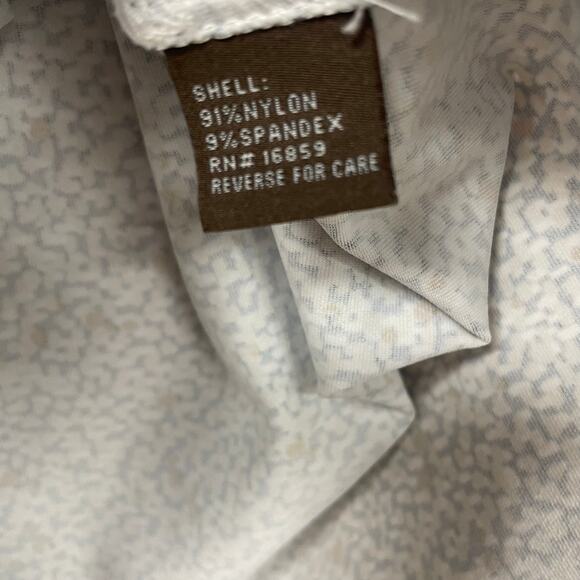 SHELL:
91%NYLON
9%SPANDEX
RN# 16859
REVERSE FOR CARE